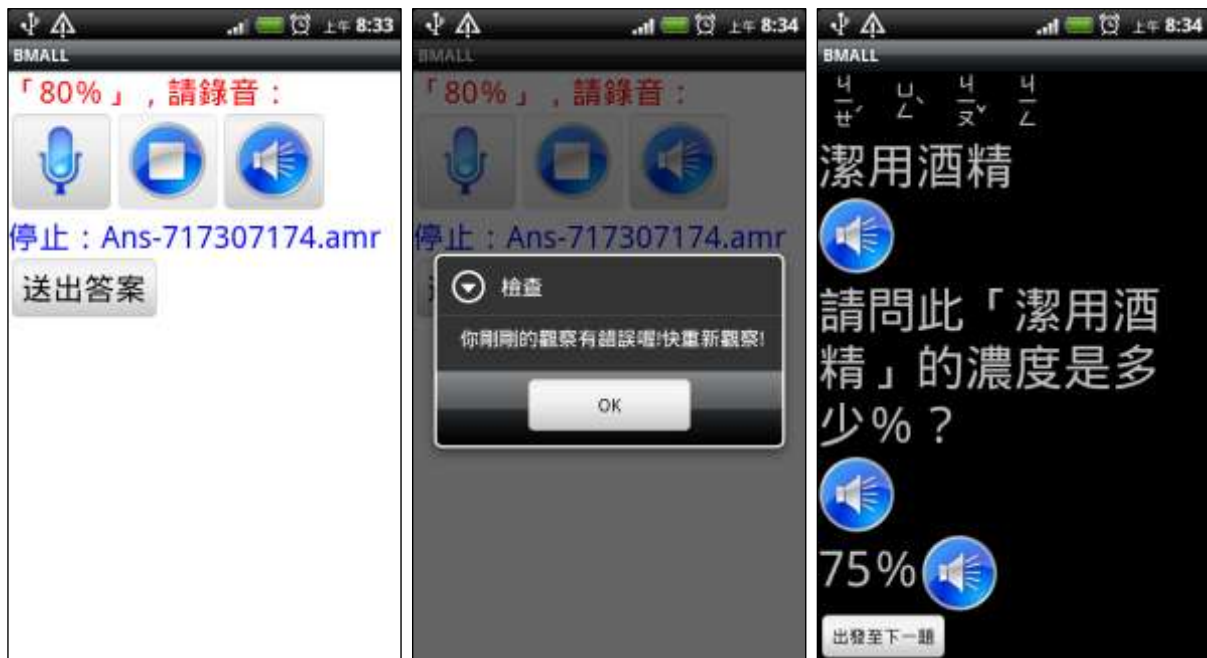 上午 8:33
BMALL
「80%」，請錄音：
停止：Ans-717307174.amr
送出答案
上午 8:34
BMALL
「80%」，請錄音：
停止：Ans-717307174.amr
檢查
你剛剛的觀察有錯誤喔!快重新觀察!
OK
上午 8:34
BMALL
ㄐㄧㄝˊ ㄩㄥˋ ㄐㄧㄡˇ ㄐㄧㄥ
潔用酒精
請問此「潔用酒
精」的濃度是多
少%？
75%
出發至下一題